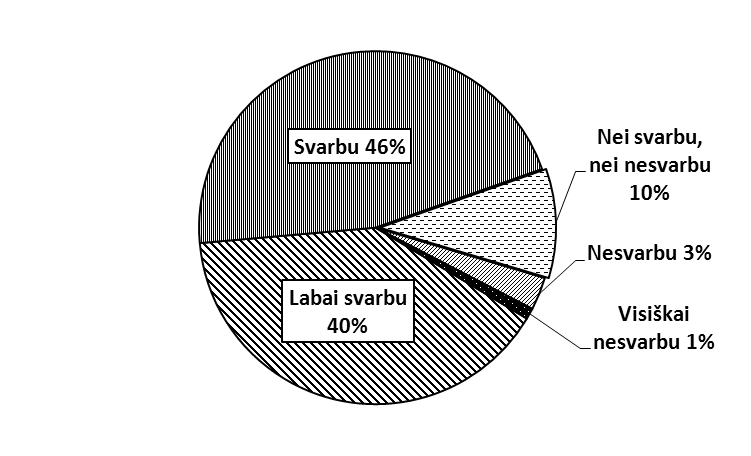 Svarbu 46%
Nei svarbu,
nei nesvarbu
10%
Nesvarbu 3%
Visiškai
nesvarbu 1%
Labai svarbu
40%